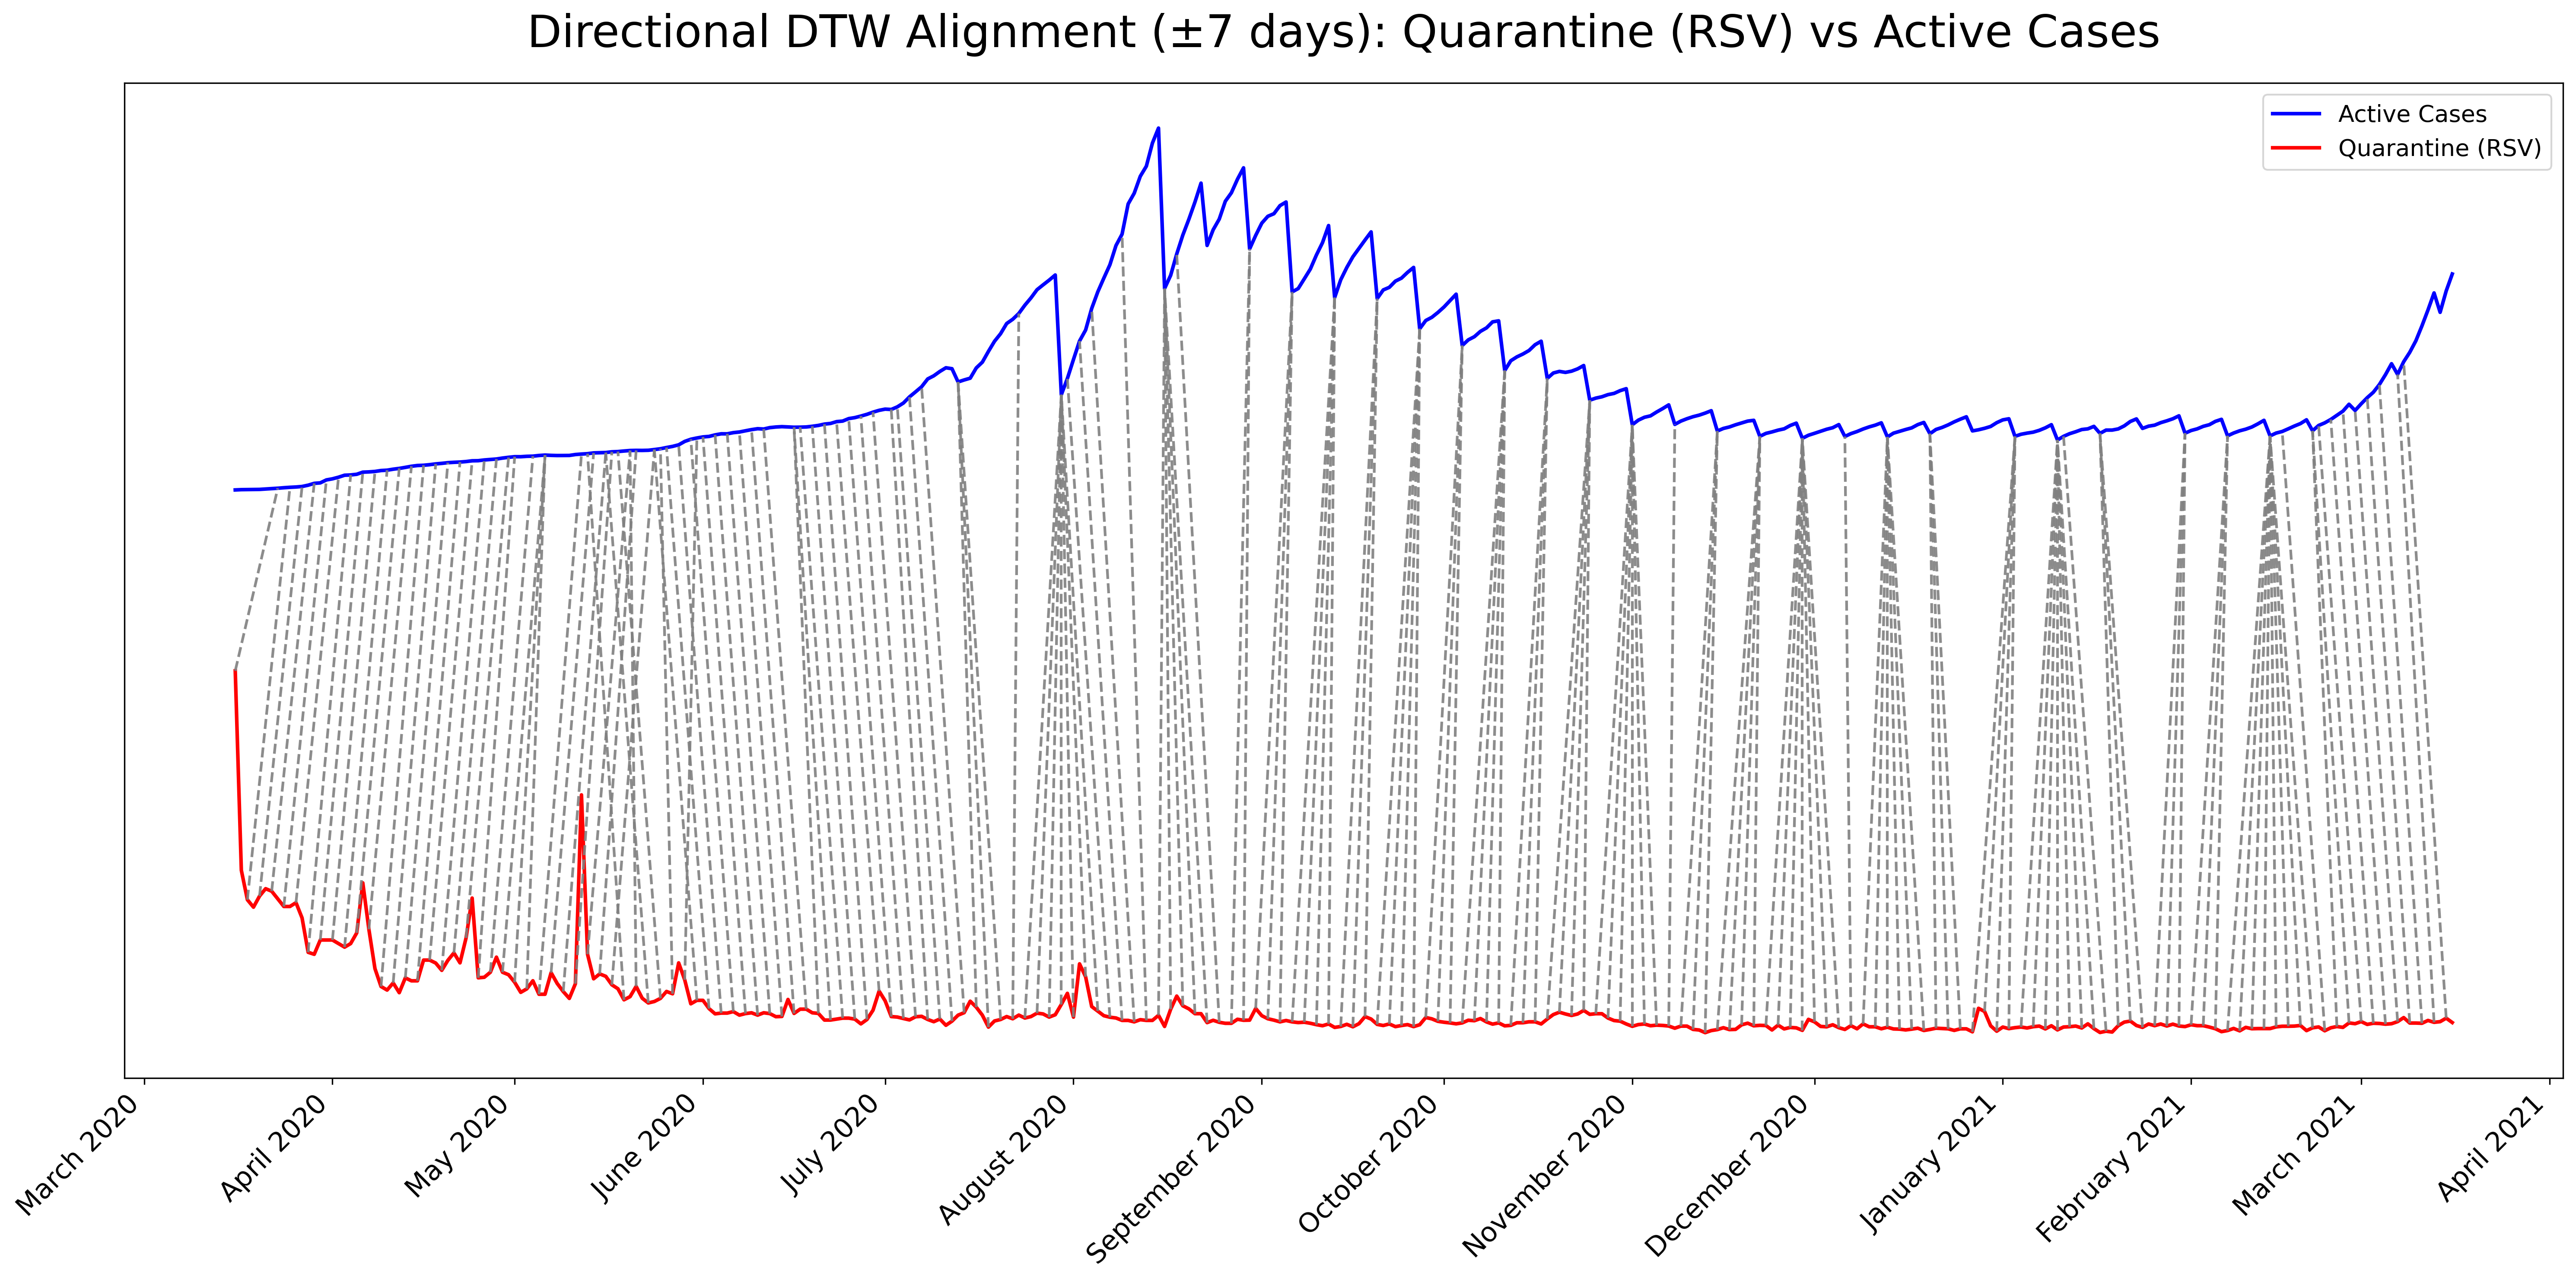 Directional DTW Alignment (±7 days): Quarantine (RSV) vs Active Cases
Active Cases
Quarantine (RSV)
March 2020
April 2020
May 2020
June 2020
July 2020
August 2020
September 2020
October 2020
November 2020
December 2020
January 2021
February 2021
March 2021
April 2021